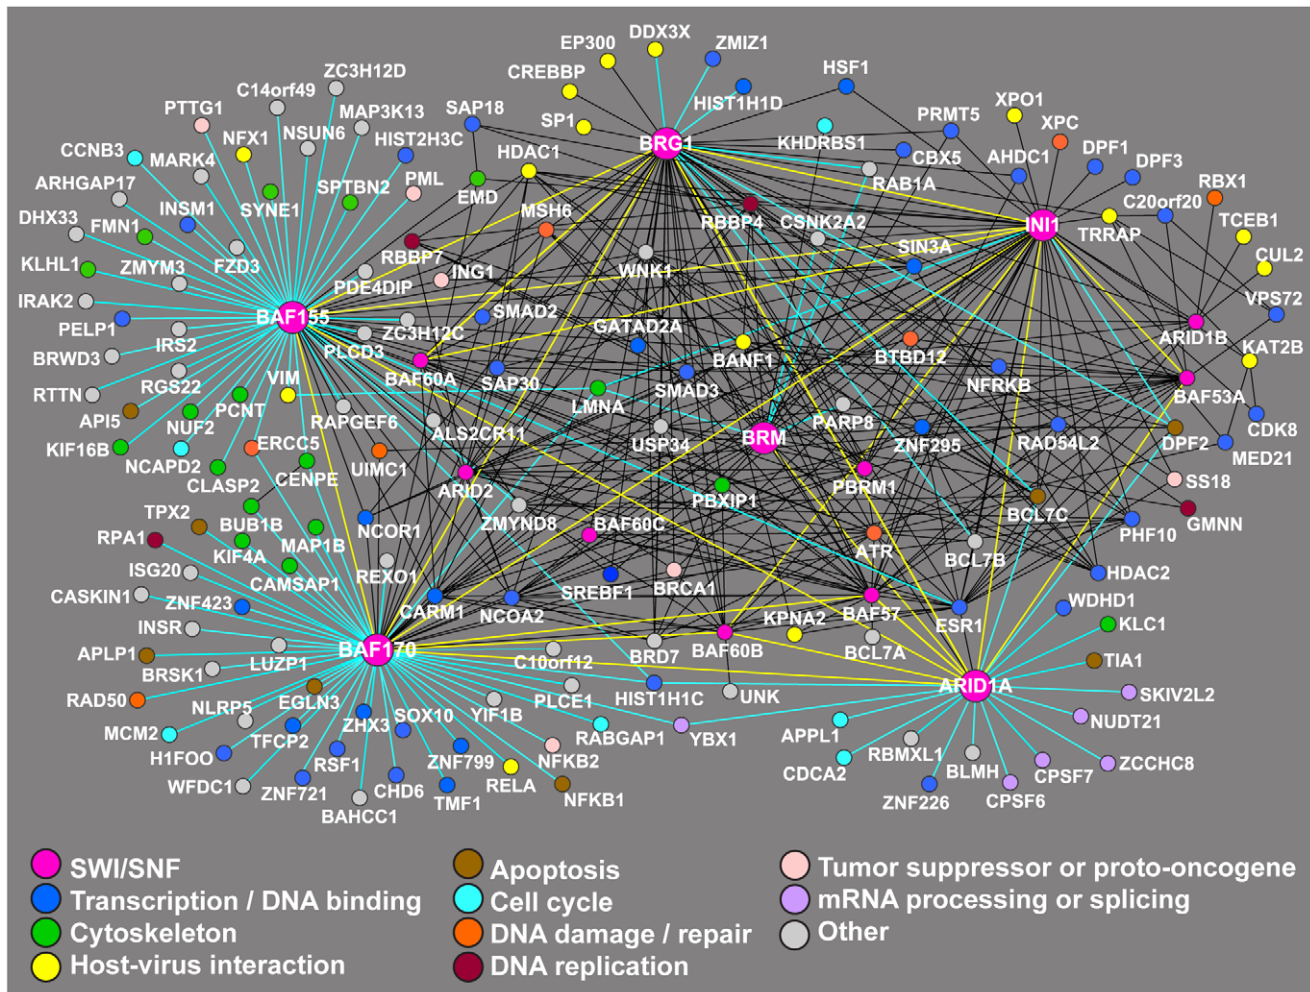 DDX3X
EP300
ZMIZ1
CREBBP
HSF1
ZC3H12D
C14orf49
PTTG1
MAP3K13
SAP18
HIST1H1D
XPO1
PRMT5
SP1
BRG1
KHDRBS1
XPC
NFX1
NSUN6
HIST2H3C
CCNB3
MARK4
HDAC1
CBX5
AHDC1
DPF1
DPF3
RAB1A
RBX1
ARHGAP17
SPTBN2
PML
EMD
C20orf20
SYNE1
INSM1
MSH6
RBBP4
CSNK2A2
INI1
TRRAP
TCEB1
DHX33
FMN1
RBBP7
SIN3A
CUL2
KLHL1
ZMYM3
FZD3
PDE4DIP
ING1
WNK1
VPS72
IRAK2
BAF155
SMAD2
GATAD2A
PELP1
IRS2
ZC3H12C
PLCD3
ARID1B
BANF1
BTBD12
KAT2B
BRWD3
RGS22
BAF60A
SAP30
SMAD3
NFRKB
RTTN
VIM
BAF53A
LMNA
API5
PCNT
RAPGEF6
PARP8
CDK8
NUF2
ALS2CR11
USP34
BRM
ZNF295
RAD54L2
DPF2
KIF16B
ERCC5
MED21
NCAPD2
CENPE
UIMC1
CLASP2
ARID2
PBXIP1
PBRM1
SS18
TPX2
BUB1B
ZMYND8
BCL7C
GMNN
RPA1
KIF4A
MAP1B
NCOR1
BAF60C
PHF10
ISG20
CAMSAP1
REXO1
ATR
BCL7B
BRCA1
HDAC2
CASKIN1
ZNF423
SREBF1
CARM1
NCOA2
BAF57
WDHD1
INSR
KPNA2
ESR1
KLC1
APLP1
LUZP1
BAF170
BRD7
BAF60B
BCL7A
C10orf12
TIA1
BRSK1
HIST1H1C
UNK
ARID1A
RAD50
EGLN3
PLCE1
SKIV2L2
NLRP5
SOX10
YIF1B
MCM2
ZHX3
RABGAP1
YBX1
APPL1
NUDT21
TFCP2
RBMXL1
H1FOO
RSF1
ZNF799
NFKB2
CDCA2
BLMH
CPSF7
ZCCHC8
WFDC1
ZNF721
CHD6
RELA
ZNF226
CPSF6
BAHCC1
TMF1
NFKB1
SWI/SNF
Transcription / DNA binding
Cytoskeleton
Host-virus interaction
Apoptosis
Cell cycle
DNA damage / repair
DNA replication
Tumor suppressor or proto-oncogene
mRNA processing or splicing
Other